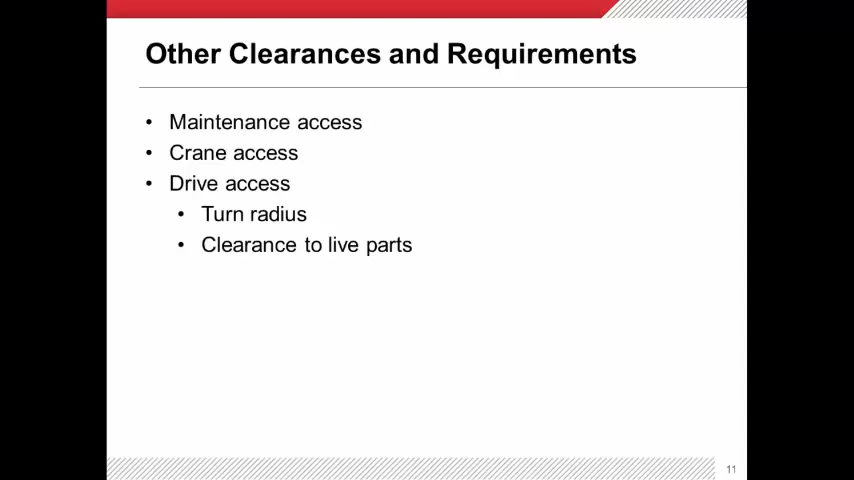 Other Clearances and Requirements
• Maintenance access
• Crane access
• Drive access
• Turn radius
• Clearance to live parts
11